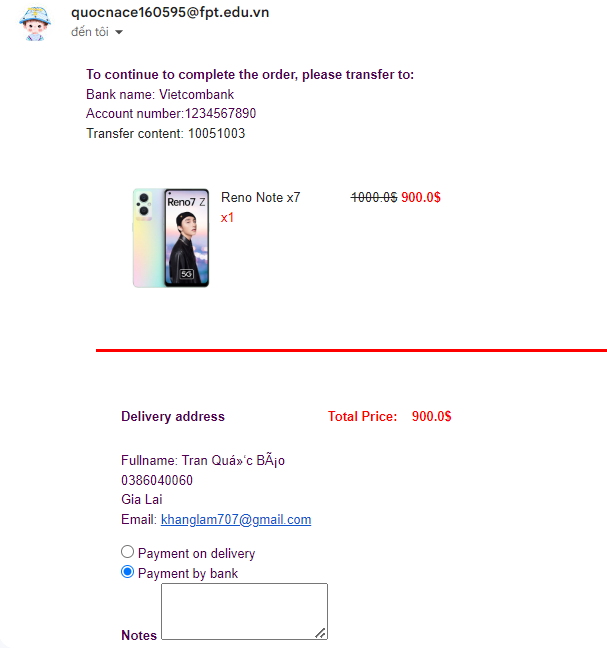 quocnace160595@fpt.edu.vn
đến tôi
To continue to complete the order, please transfer to:
Bank name: Vietcombank
Account number:1234567890
Transfer content: 10051003
Reno7 Z
5G
Reno Note x7 1000.0$ 900.0$
x1
Delivery address Total Price: 900.0$
Fullname: Tran Quá»‘c BÃ¡o
0386040060
Gia Lai
Email: khanglam707@gmail.com
Payment on delivery
Payment by bank
Notes